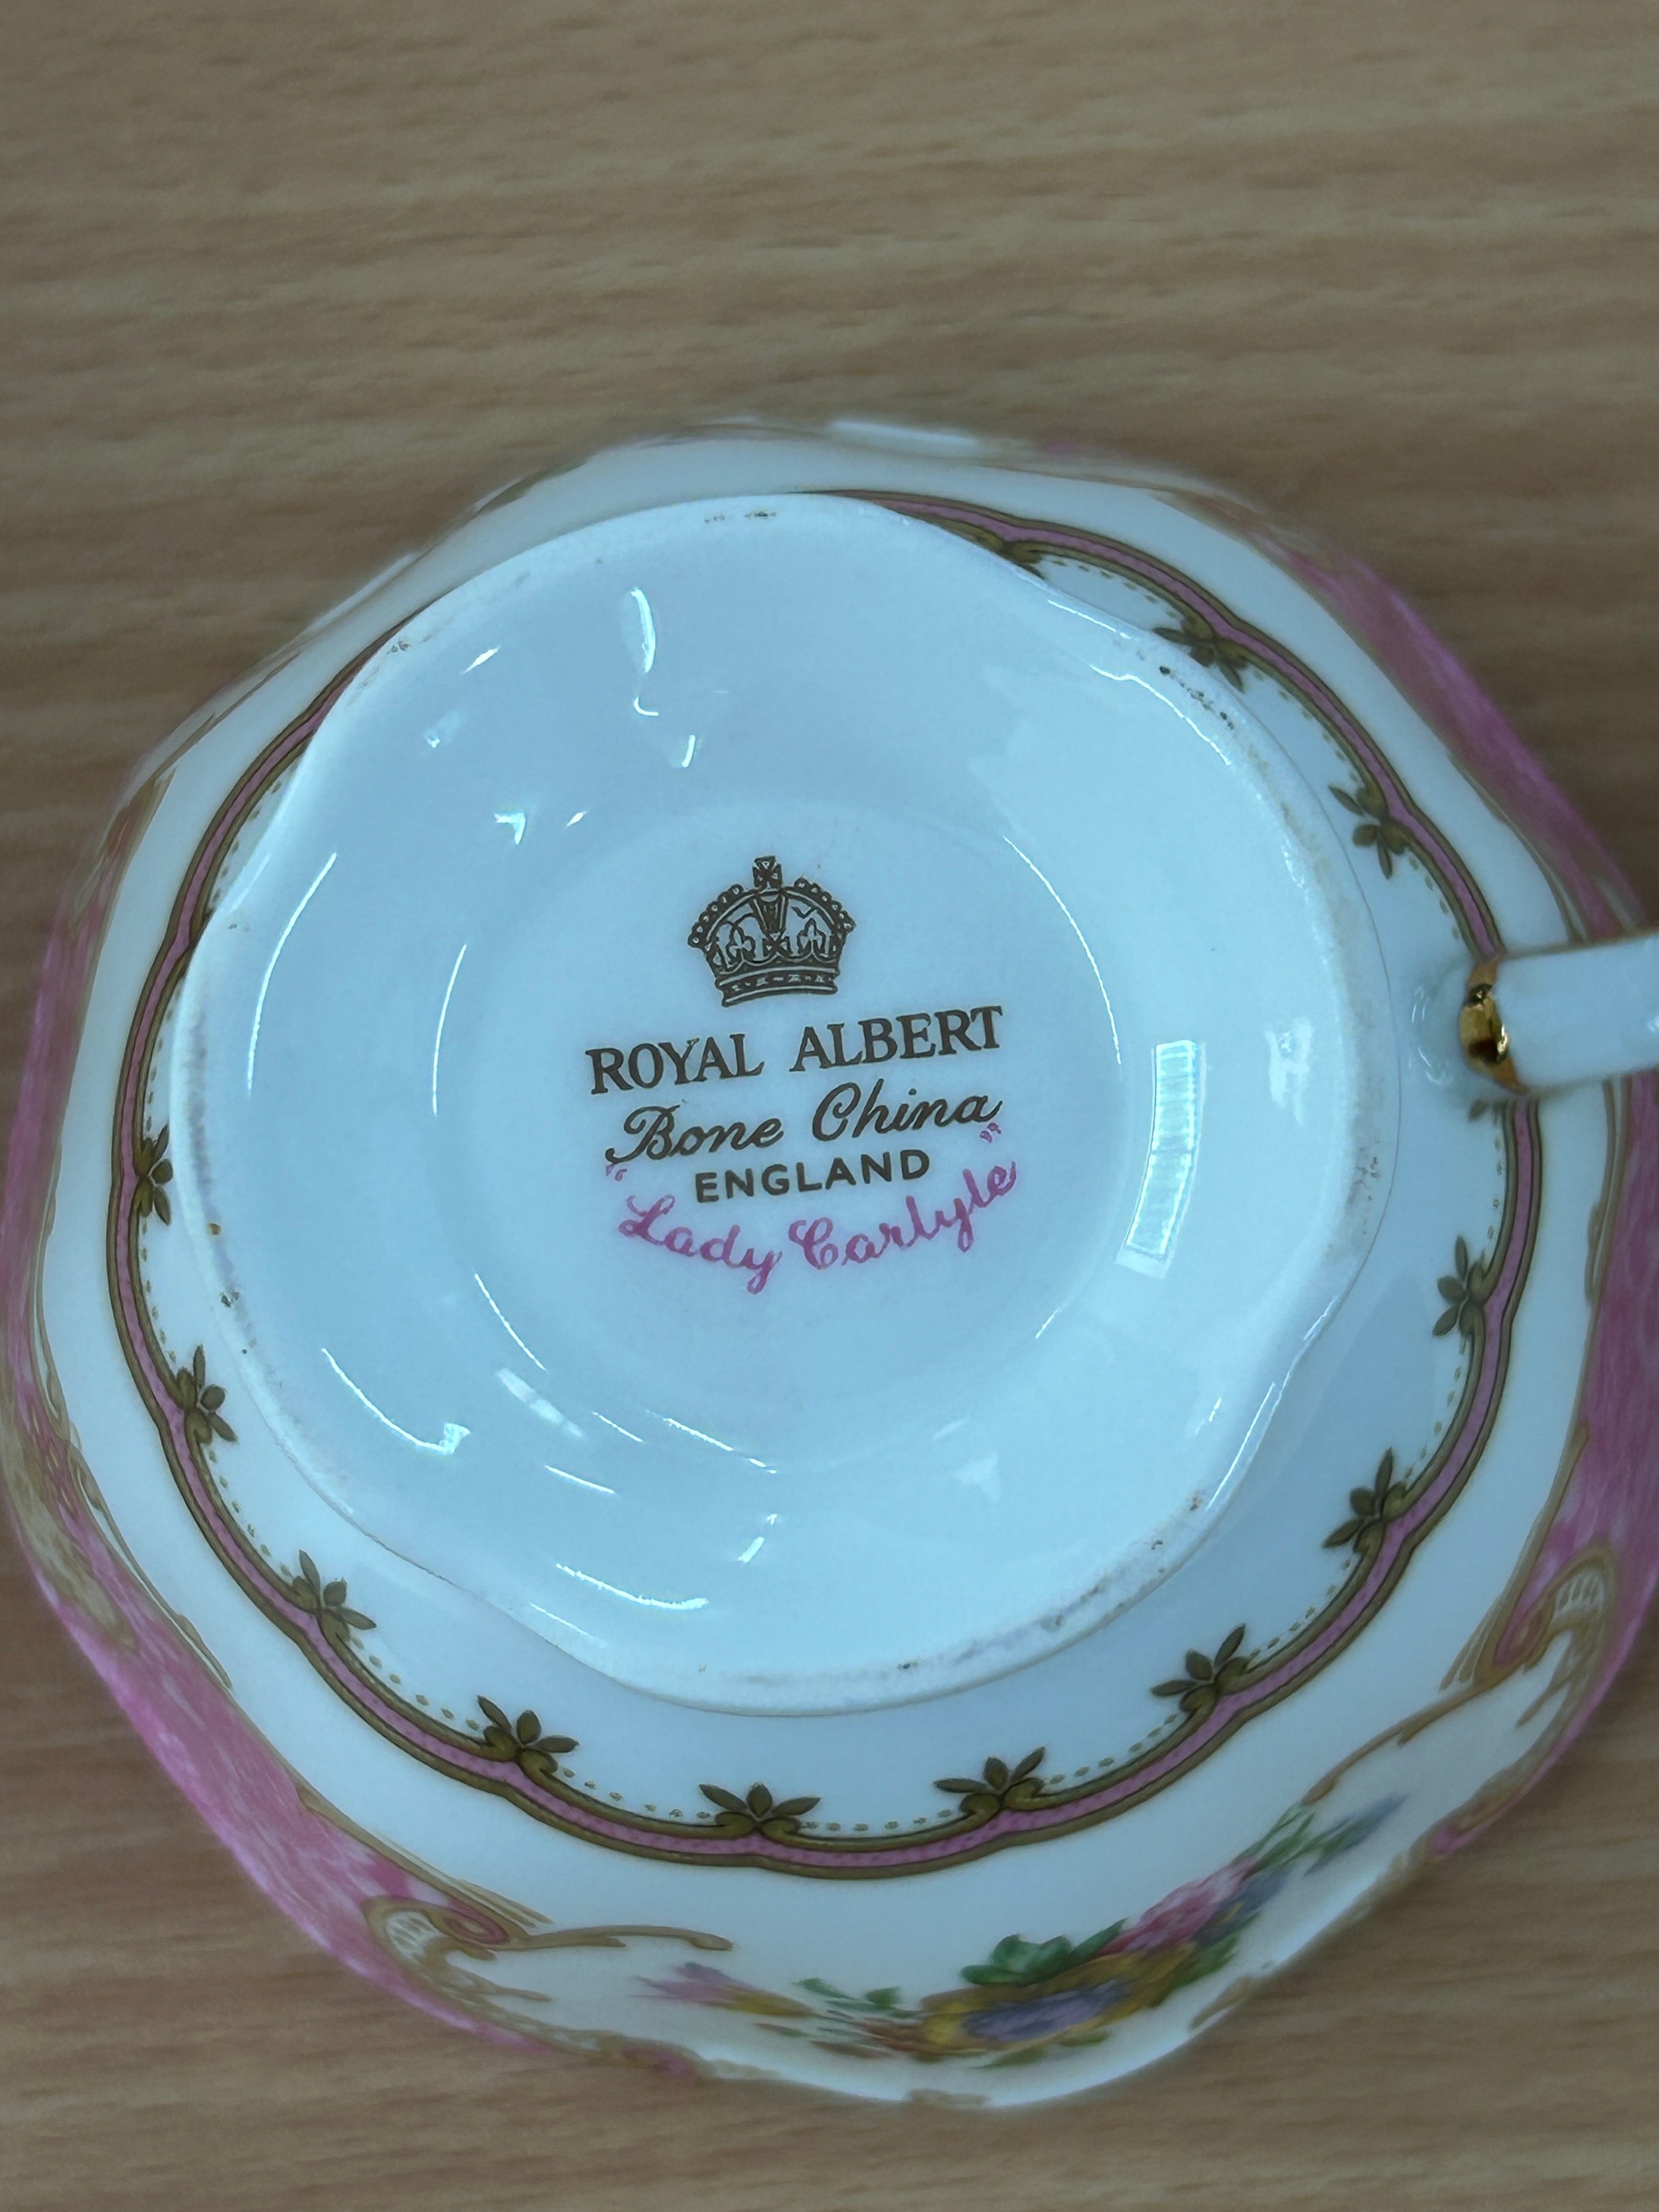 ROYAL ALBERT
Bone China
ENGLAND
"Lady Carlyle"